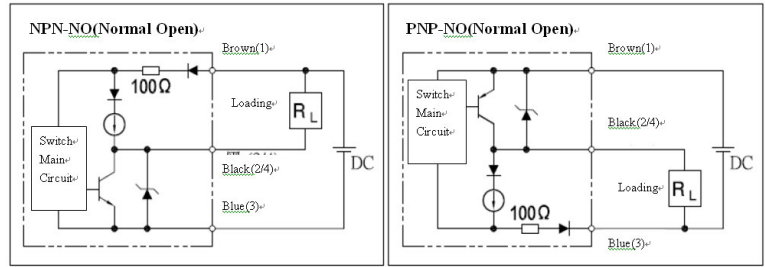 NPN-NO(Normal Open)
Brown(1)
100Ω
Loading
RL
Switch
Main
Circuit
Black(2/4)
DC
Blue(3)
PNP-NO(Normal Open)
Brown(1)
Switch
Main
Circuit
Black(2/4)
DC
Loading
RL
100Ω
Blue(3)